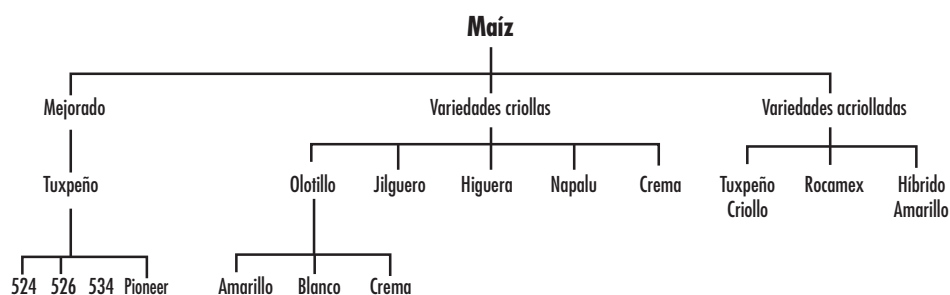 Maíz
Mejorado Variedades criollas Variedades acriolladas
Tuxpeño Olotillo Jilguero Higuera Napalu Crema Tuxpeño Criollo Rocamex Híbrido Amarillo
524 526 534 Pioneer Amarillo Blanco Crema